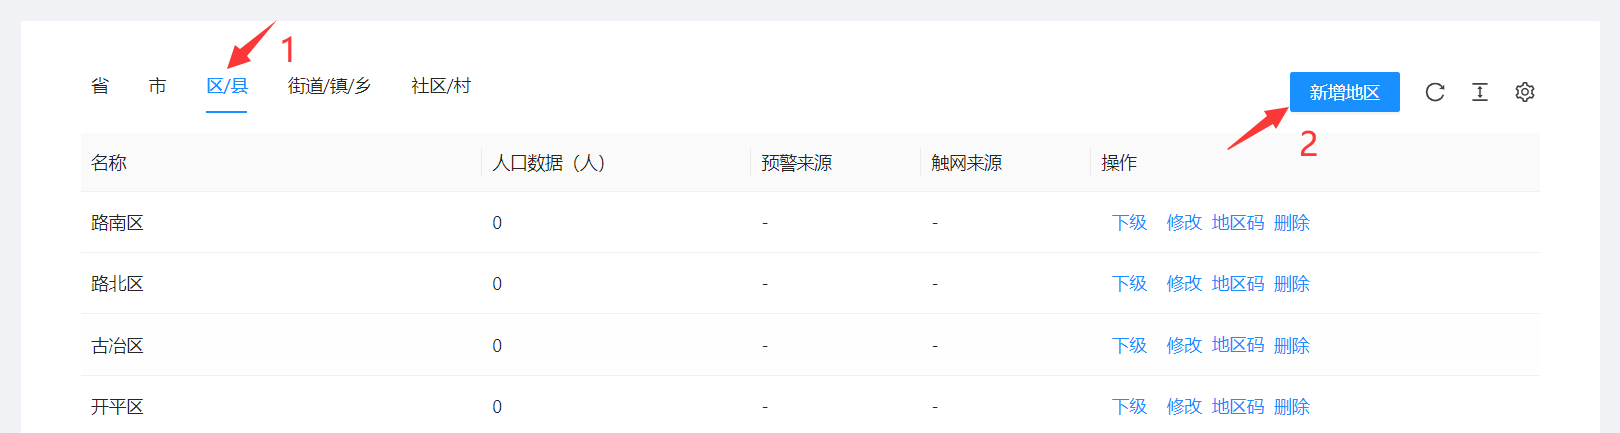 1
省 市 区/县 街道/镇/乡 社区/村 新增地区
2
名称 人口数据（人） 预警来源 触网来源 操作
路南区 0 - - 下级 修改 地区码 删除
路北区 0 - - 下级 修改 地区码 删除
古冶区 0 - - 下级 修改 地区码 删除
开平区 0 - - 下级 修改 地区码 删除